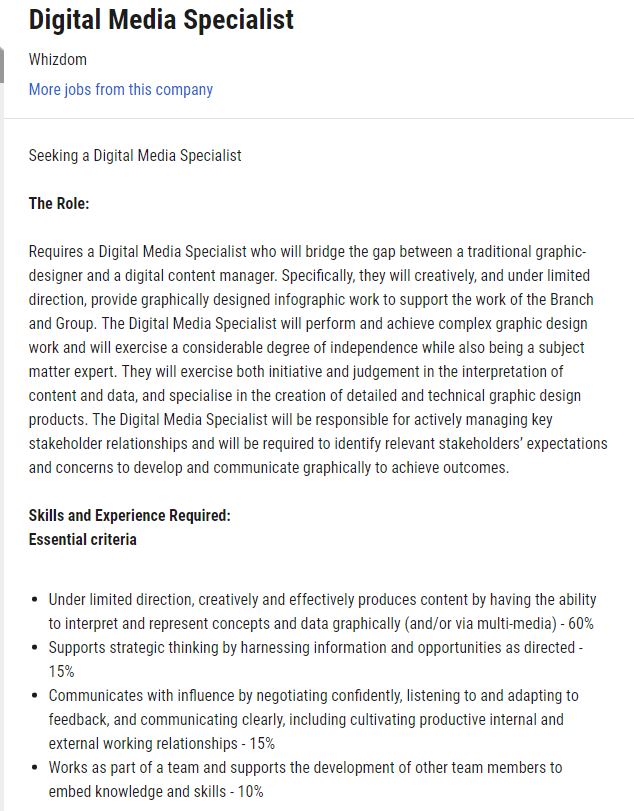 Digital Media Specialist
Whizdom
More jobs from this company
Seeking a Digital Media Specialist
The Role:
Requires a Digital Media Specialist who will bridge the gap between a traditional graphic-
designer and a digital content manager. Specifically, they will creatively, and under limited
direction, provide graphically designed infographic work to support the work of the Branch
and Group. The Digital Media Specialist will perform and achieve complex graphic design
work and will exercise a considerable degree of independence while also being a subject
matter expert. They will exercise both initiative and judgement in the interpretation of
content and data, and specialise in the creation of detailed and technical graphic design
products. The Digital Media Specialist will be responsible for actively managing key
stakeholder relationships and will be required to identify relevant stakeholders’ expectations
and concerns to develop and communicate graphically to achieve outcomes.
Skills and Experience Required:
Essential criteria
• Under limited direction, creatively and effectively produces content by having the ability
to interpret and represent concepts and data graphically (and/or via multi-media) - 60%
• Supports strategic thinking by harnessing information and opportunities as directed -
15%
• Communicates with influence by negotiating confidently, listening to and adapting to
feedback, and communicating clearly, including cultivating productive internal and
external working relationships - 15%
• Works as part of a team and supports the development of other team members to
embed knowledge and skills - 10%